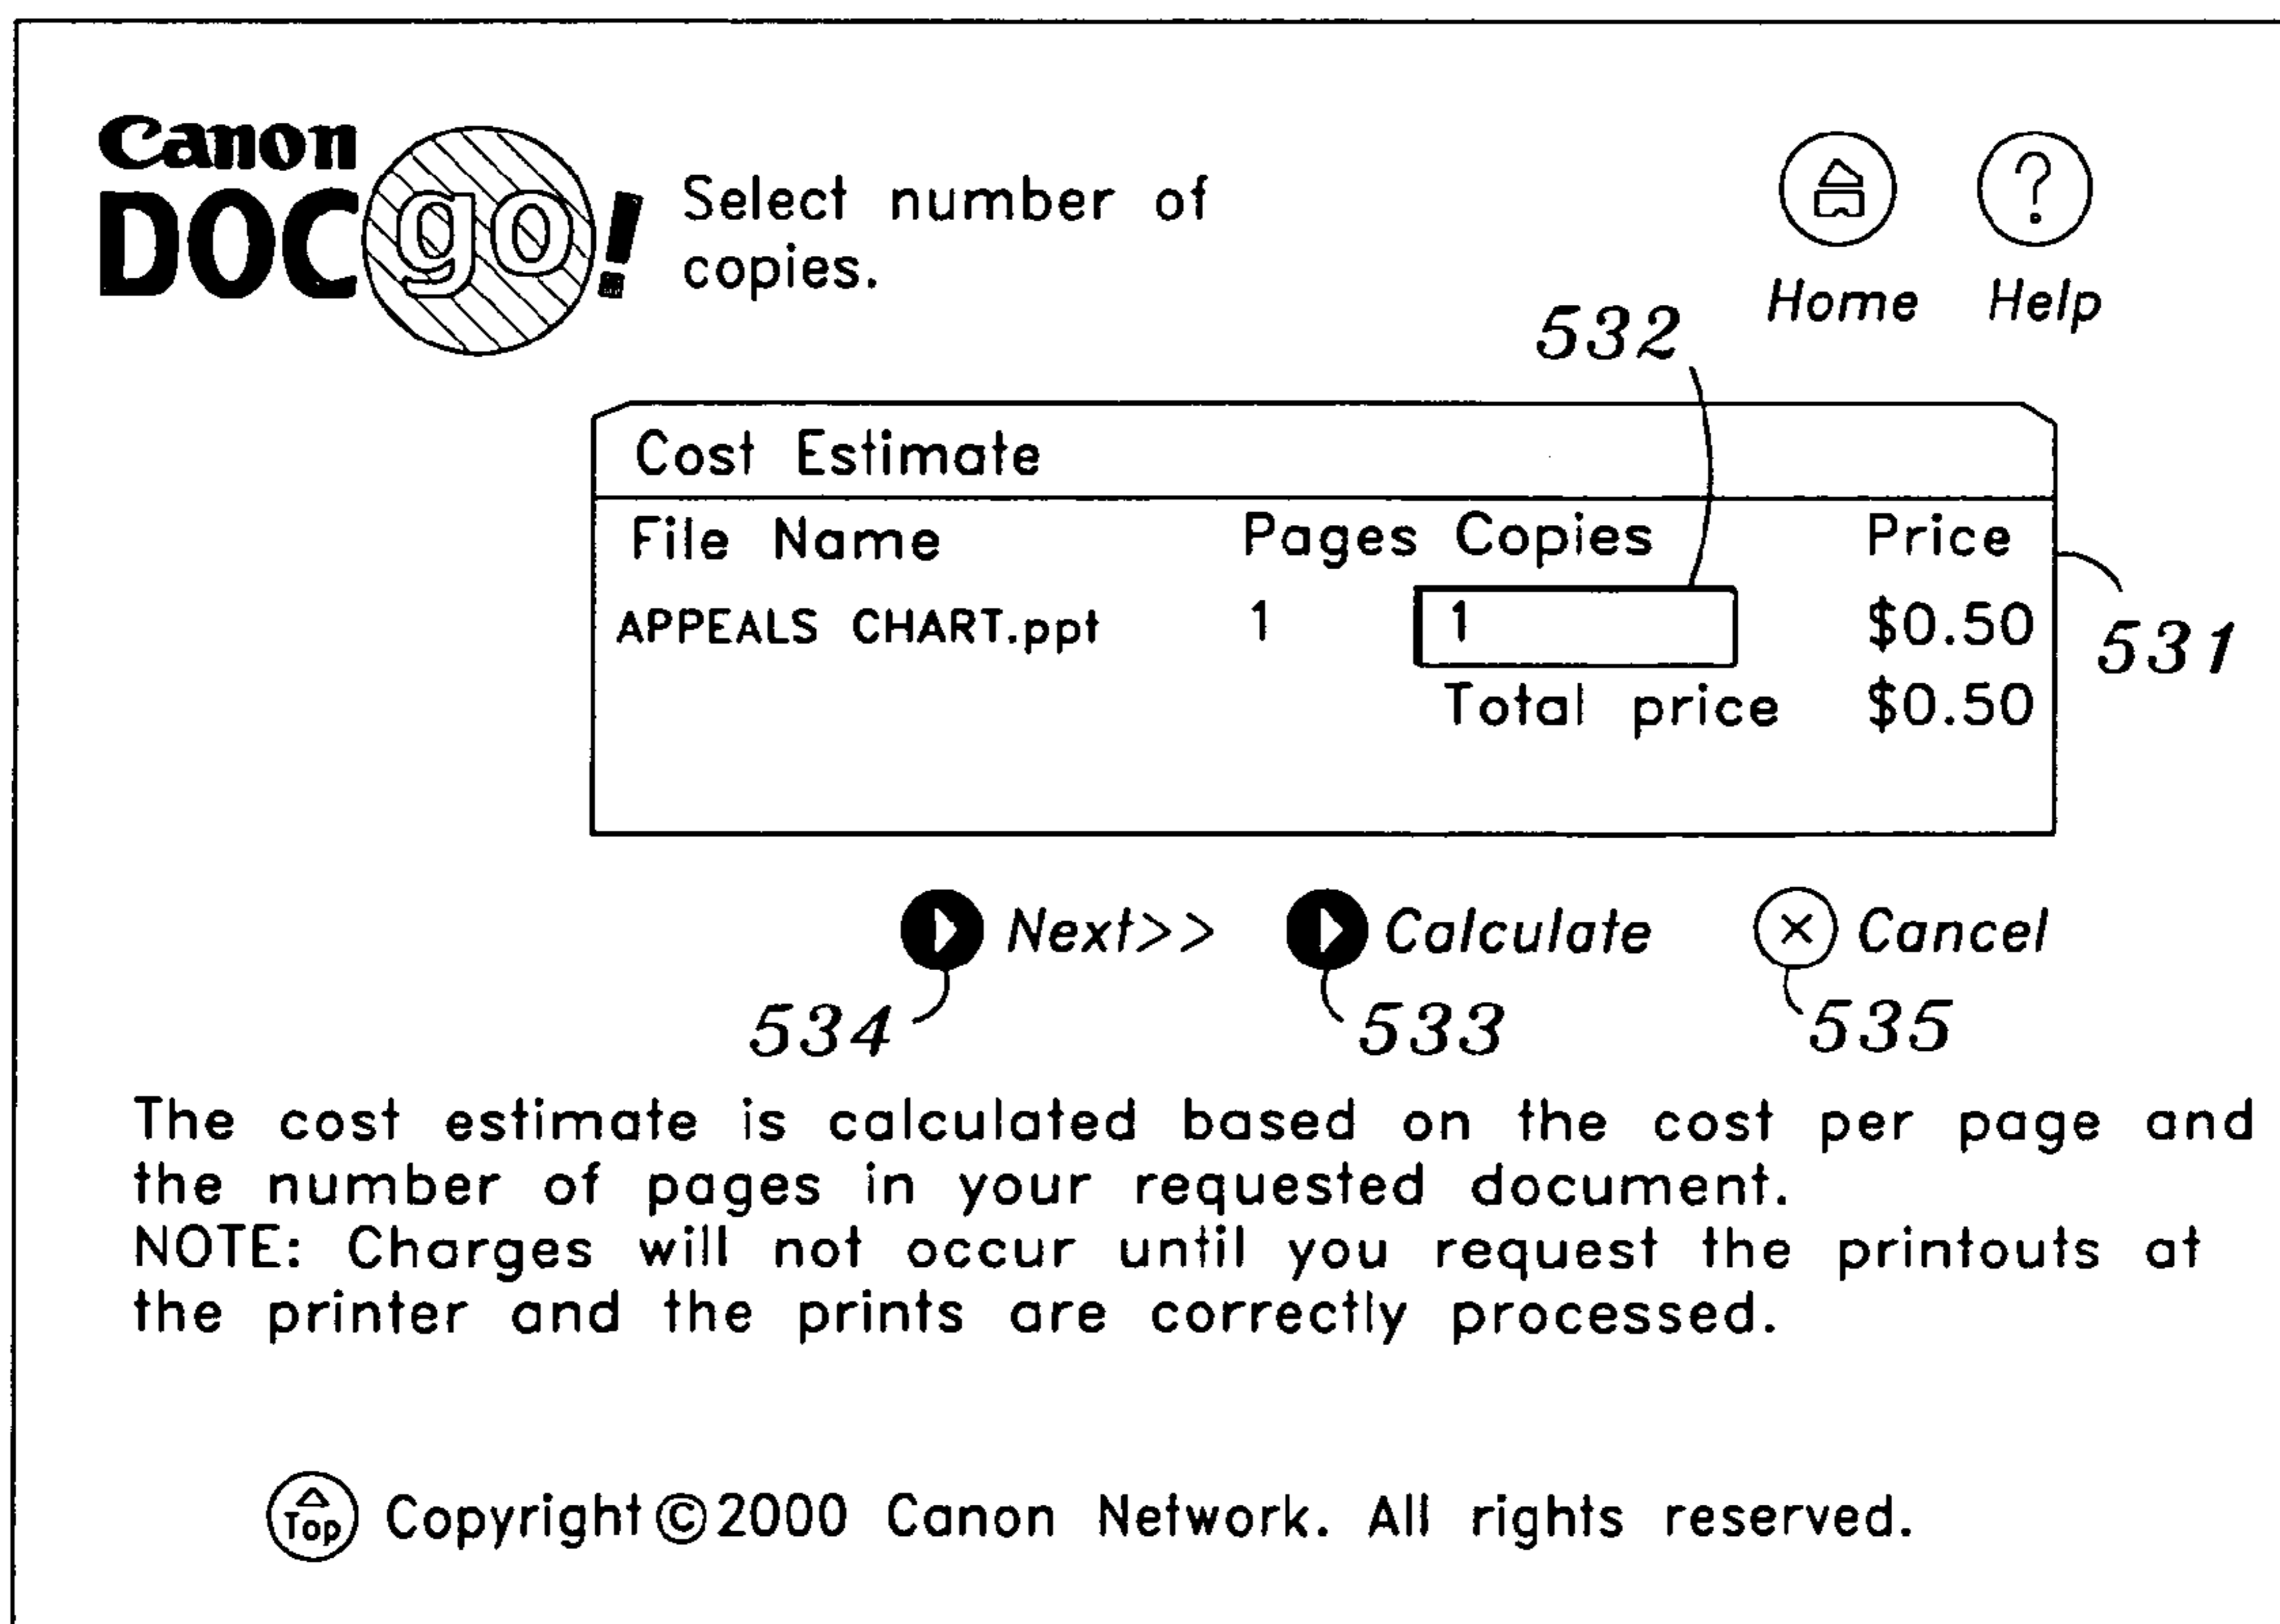 Canon
DOC go!
Select number of
copies.
Home Help
532
Cost Estimate
File Name Pages Copies Price
APPEALS CHART.ppt 1 1 $0.50
531
Total price $0.50
Next>> Calculate Cancel
534 533 535
The cost estimate is calculated based on the cost per page and
the number of pages in your requested document.
NOTE: Charges will not occur until you request the printouts at
the printer and the prints are correctly processed.
Top Copyright©2000 Canon Network. All rights reserved.